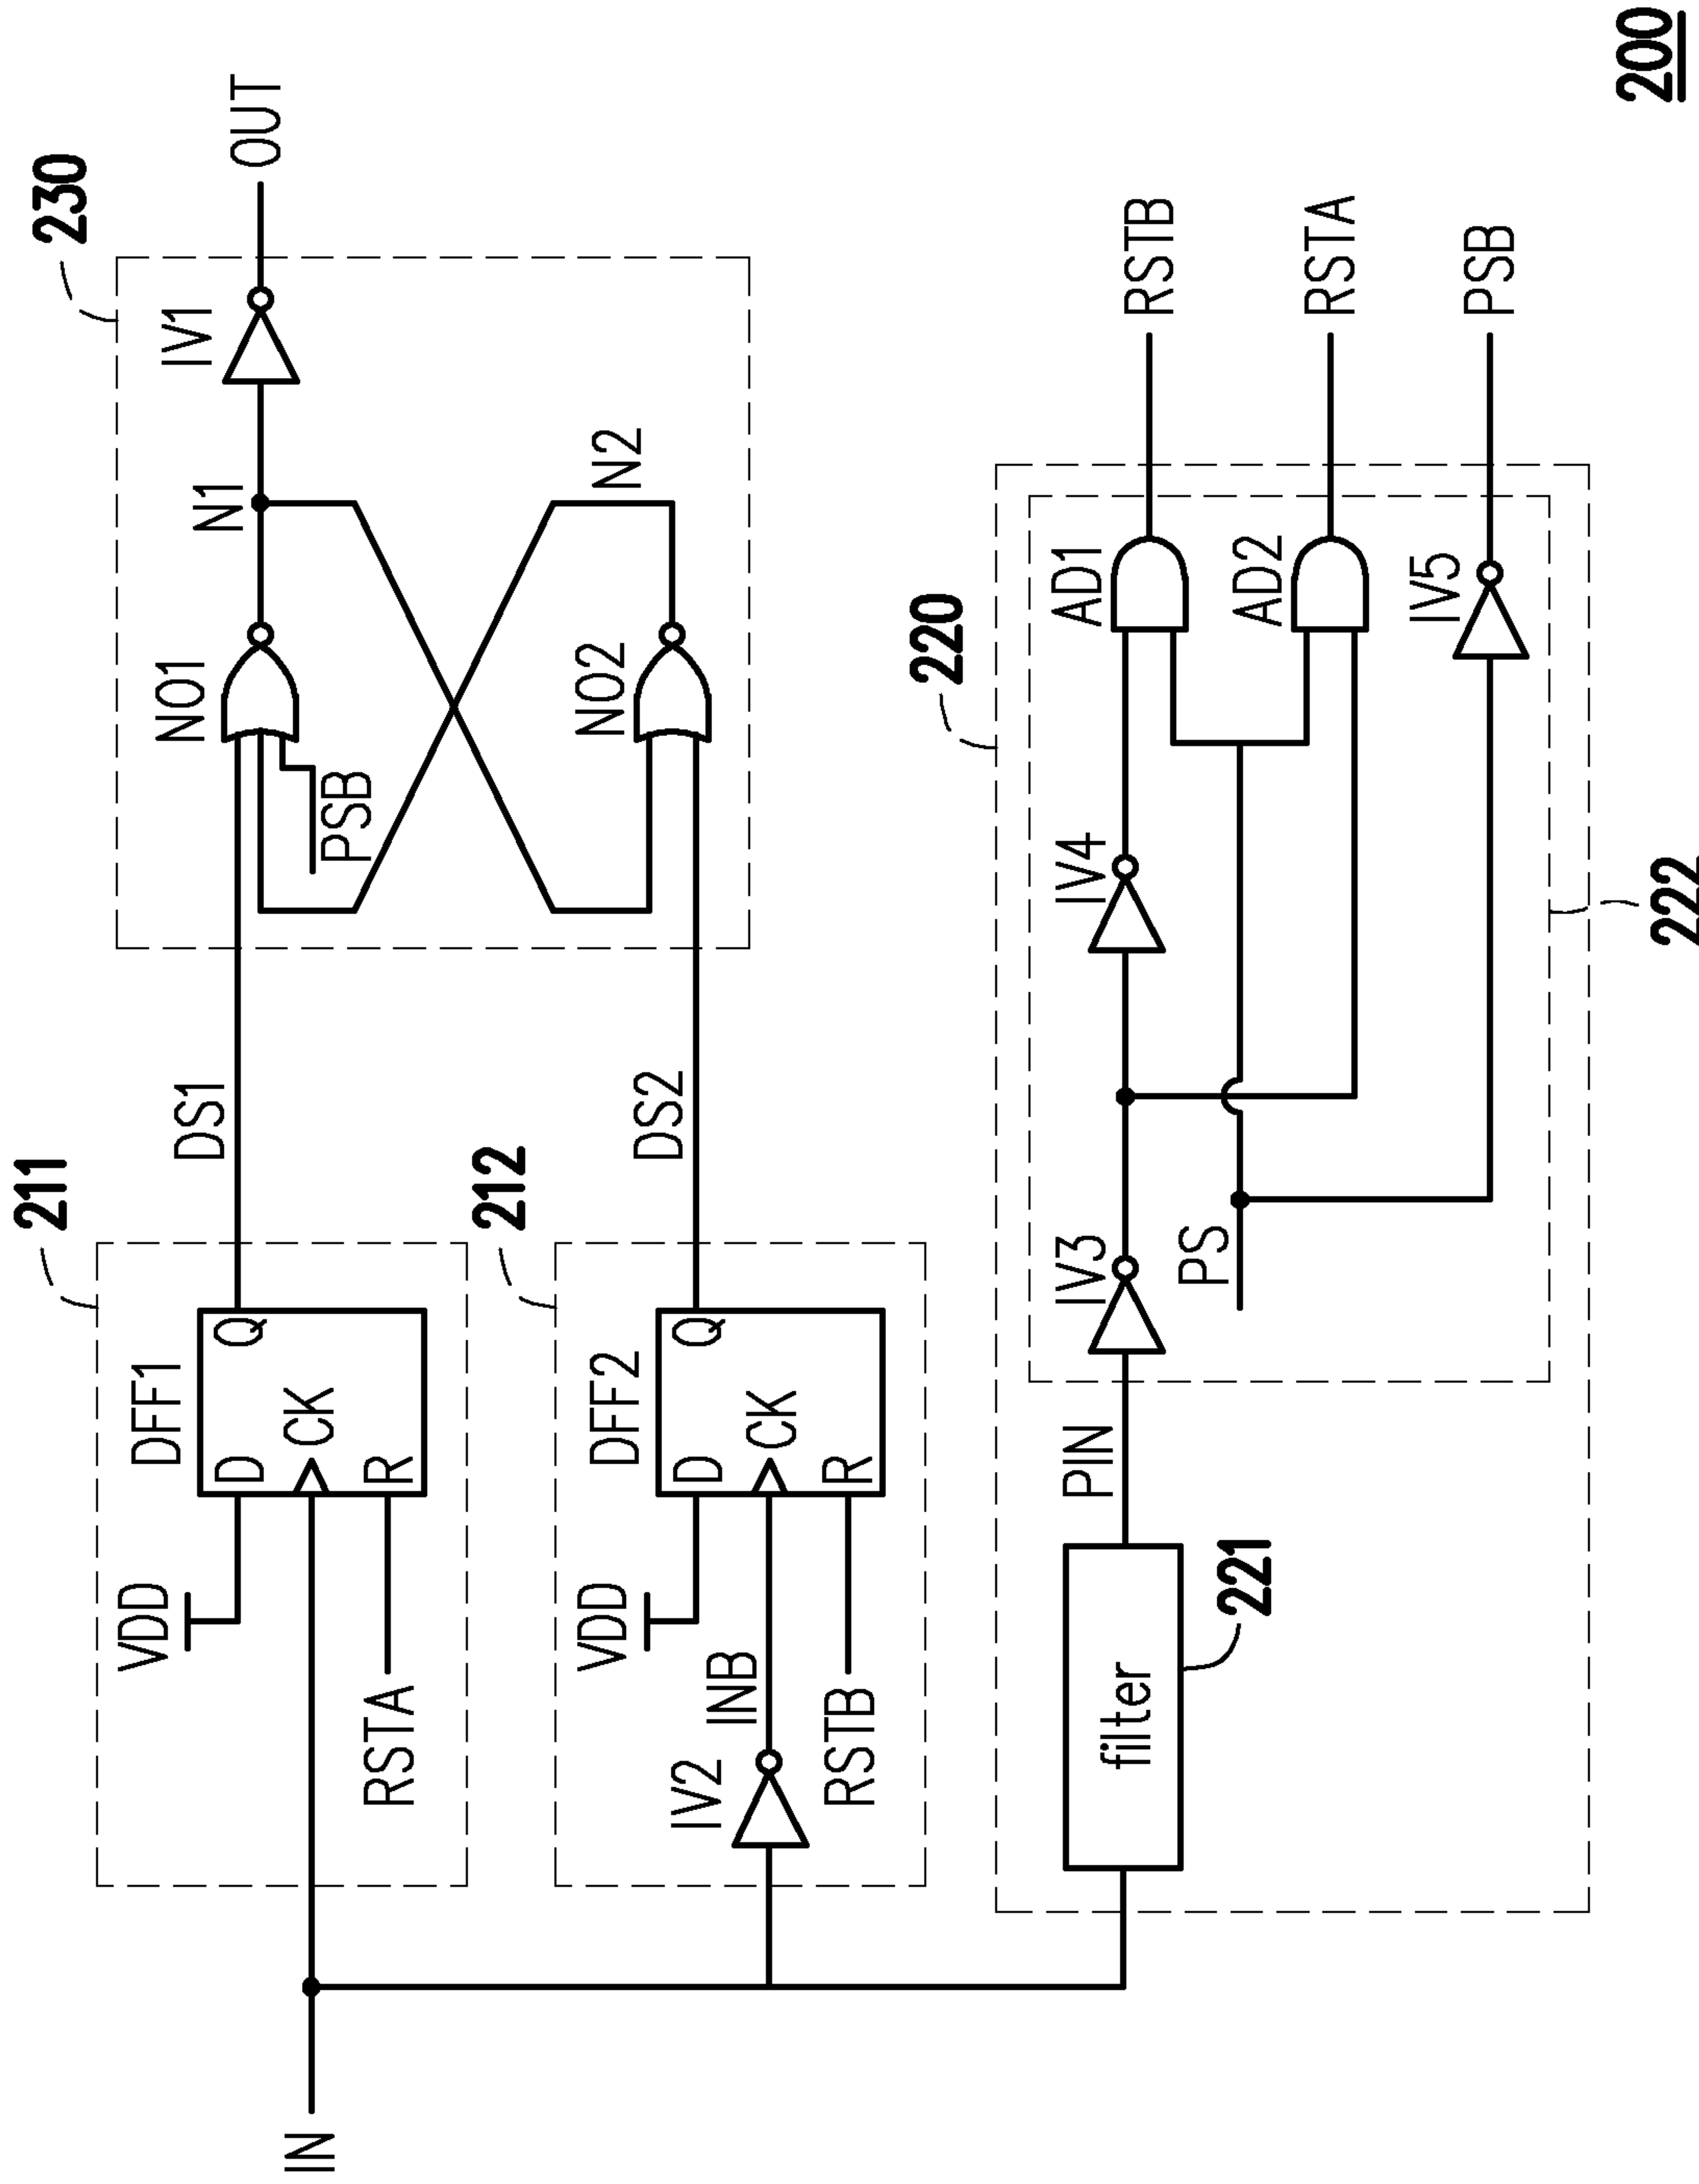 200
230
OUT
IV1
N1
N2
NO1
NO2
PSB
DS1
DS2
211
DFF1
VDD
D
Q
CK
R
RSTA
212
DFF2
VDD
D
Q
CK
R
IV2
INB
RSTB
IN
220
222
RSTB
RSTA
PSB
AD1
AD2
IV5
IV4
IV3
PS
PIN
filter
221